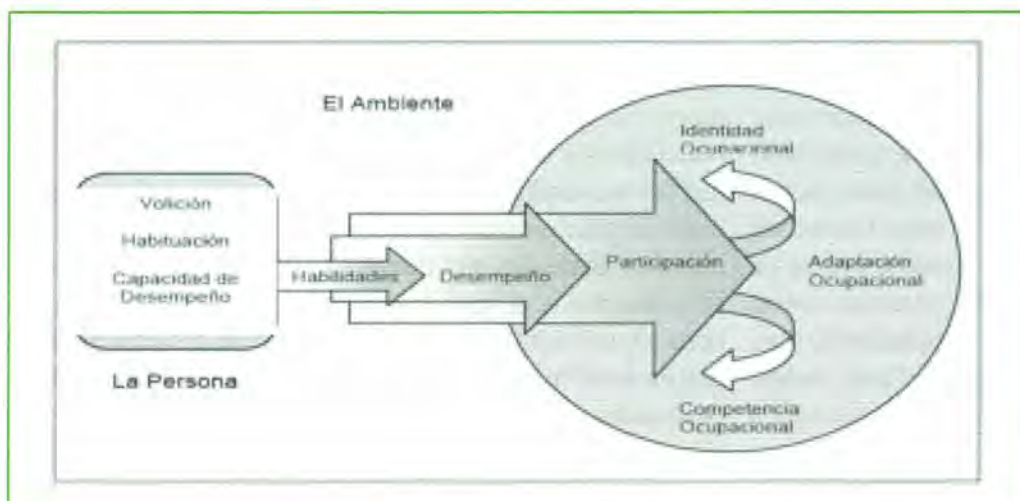 El Ambiente
Identidad
Ocupacional
Volición
Habituación
Capacidad de
Desempeño
Habilidades
Desempeño
Participación
Adaptación
Ocupacional
La Persona
Competencia
Ocupacional